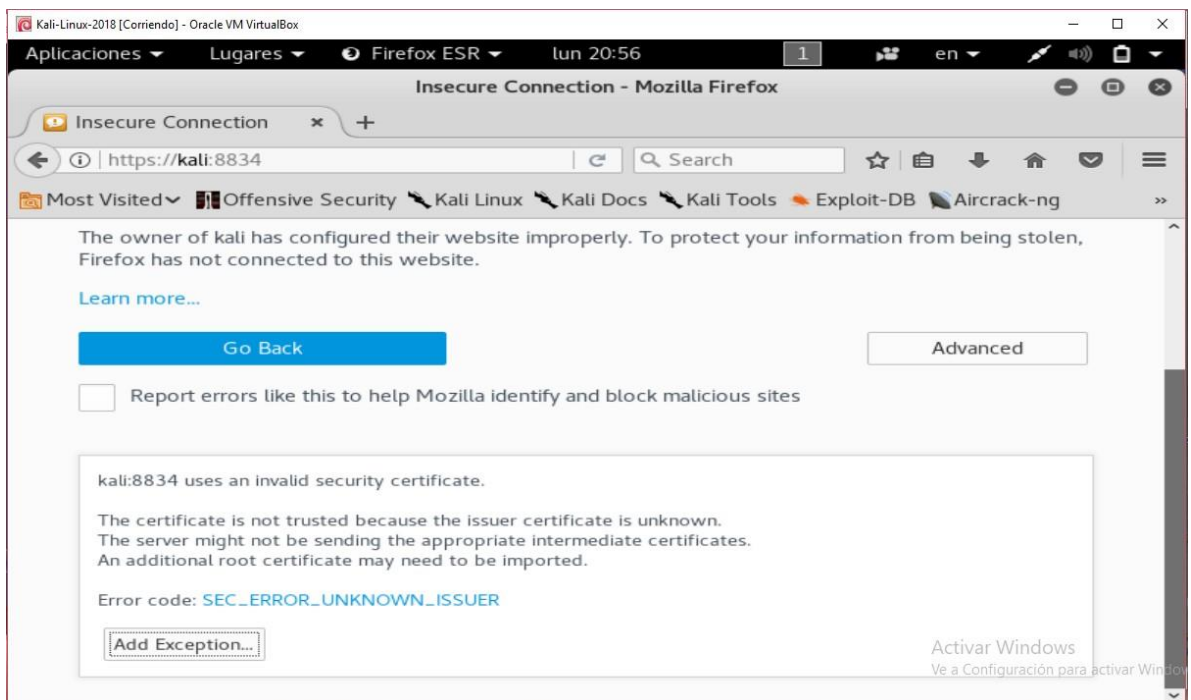 Kali-Linux-2018 [Corriendo] - Oracle VM VirtualBox
Aplicaciones Lugares Firefox ESR lun 20:56 1 en
Insecure Connection - Mozilla Firefox
Insecure Connection
https://kali:8834 Search
Most Visited Offensive Security Kali Linux Kali Docs Kali Tools Exploit-DB Aircrack-ng »
The owner of kali has configured their website improperly. To protect your information from being stolen,
Firefox has not connected to this website.
Learn more...
Go Back Advanced
Report errors like this to help Mozilla identify and block malicious sites
kali:8834 uses an invalid security certificate.
The certificate is not trusted because the issuer certificate is unknown.
The server might not be sending the appropriate intermediate certificates.
An additional root certificate may need to be imported.
Error code: SEC_ERROR_UNKNOWN_ISSUER
Add Exception...
Activar Windows
Ve a Configuración para activar Window